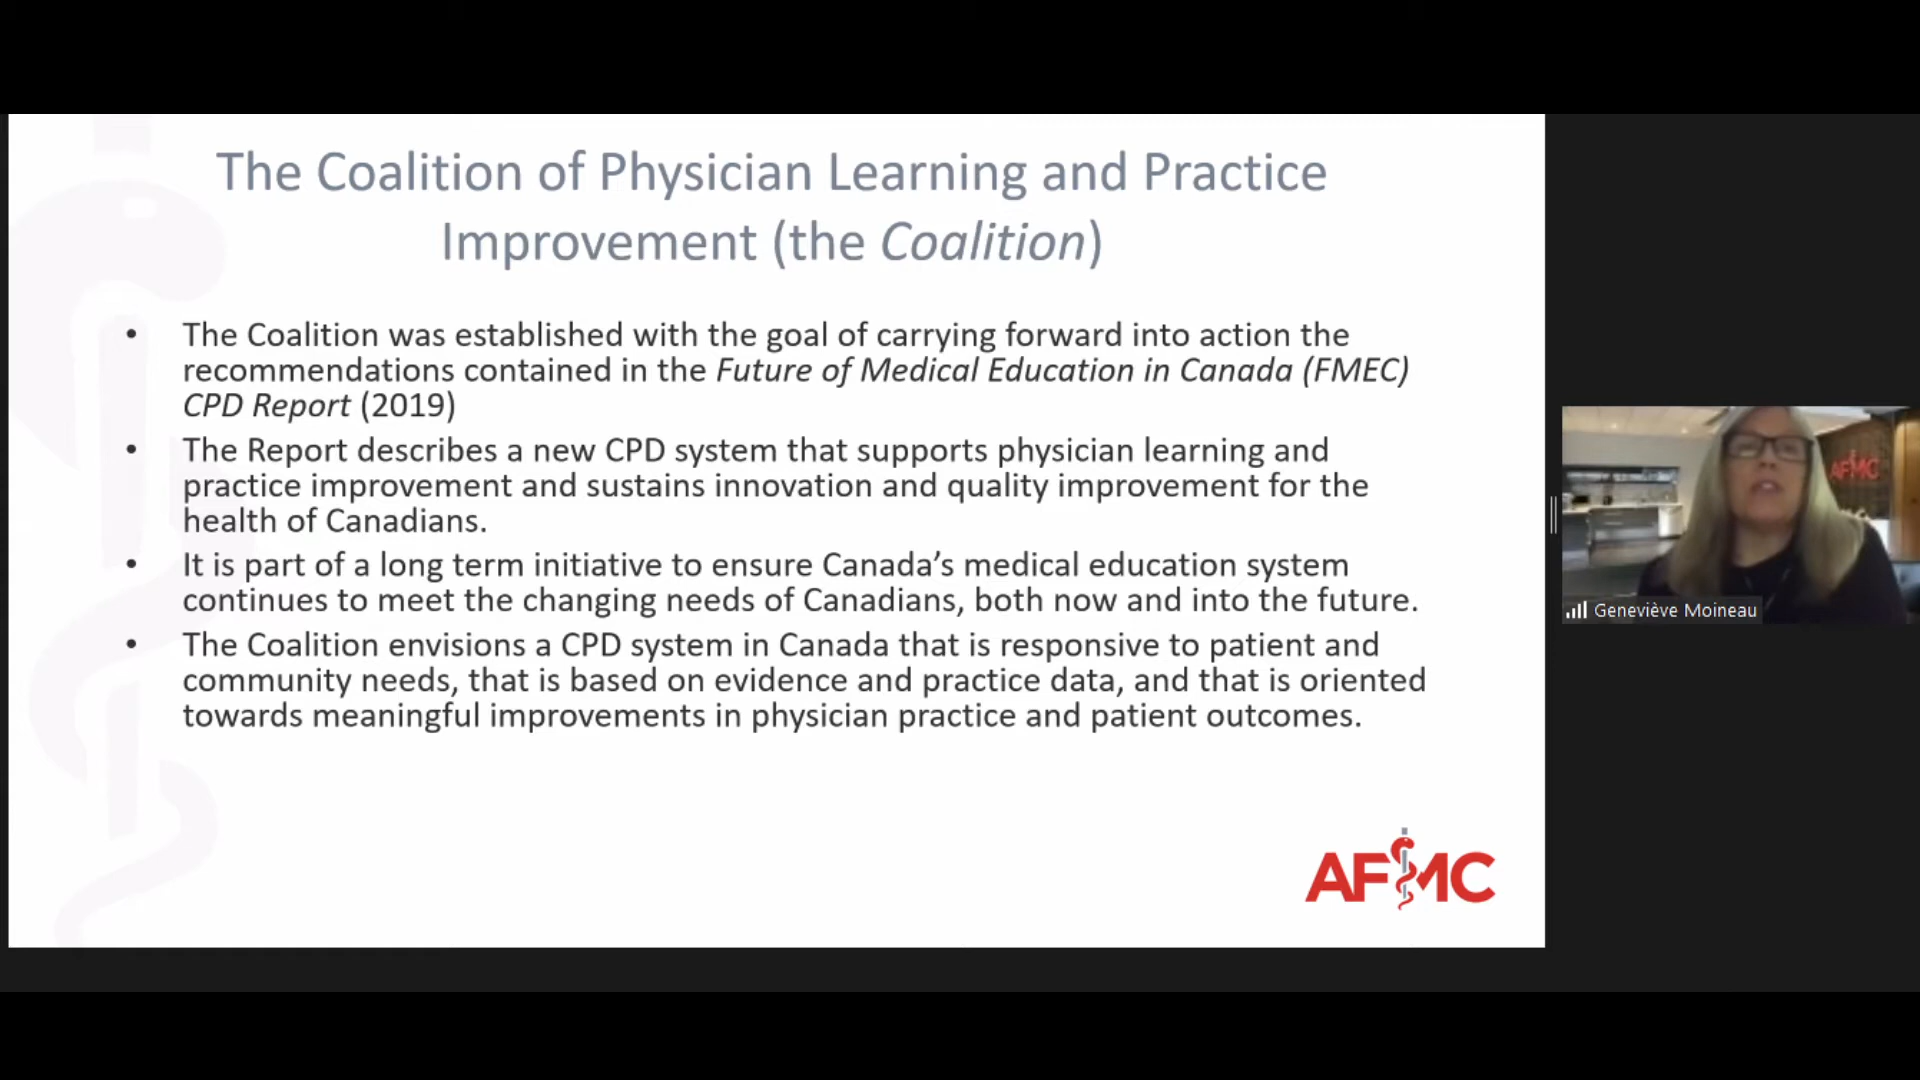 The Coalition of Physician Learning and Practice
Improvement (the Coalition)
• The Coalition was established with the goal of carrying forward into action the
recommendations contained in the Future of Medical Education in Canada (FMEC)
CPD Report (2019)
• The Report describes a new CPD system that supports physician learning and
practice improvement and sustains innovation and quality improvement for the
health of Canadians.
• It is part of a long term initiative to ensure Canada’s medical education system
continues to meet the changing needs of Canadians, both now and into the future.
• The Coalition envisions a CPD system in Canada that is responsive to patient and
community needs, that is based on evidence and practice data, and that is oriented
towards meaningful improvements in physician practice and patient outcomes.
AFMC
AFMC
Geneviève Moineau